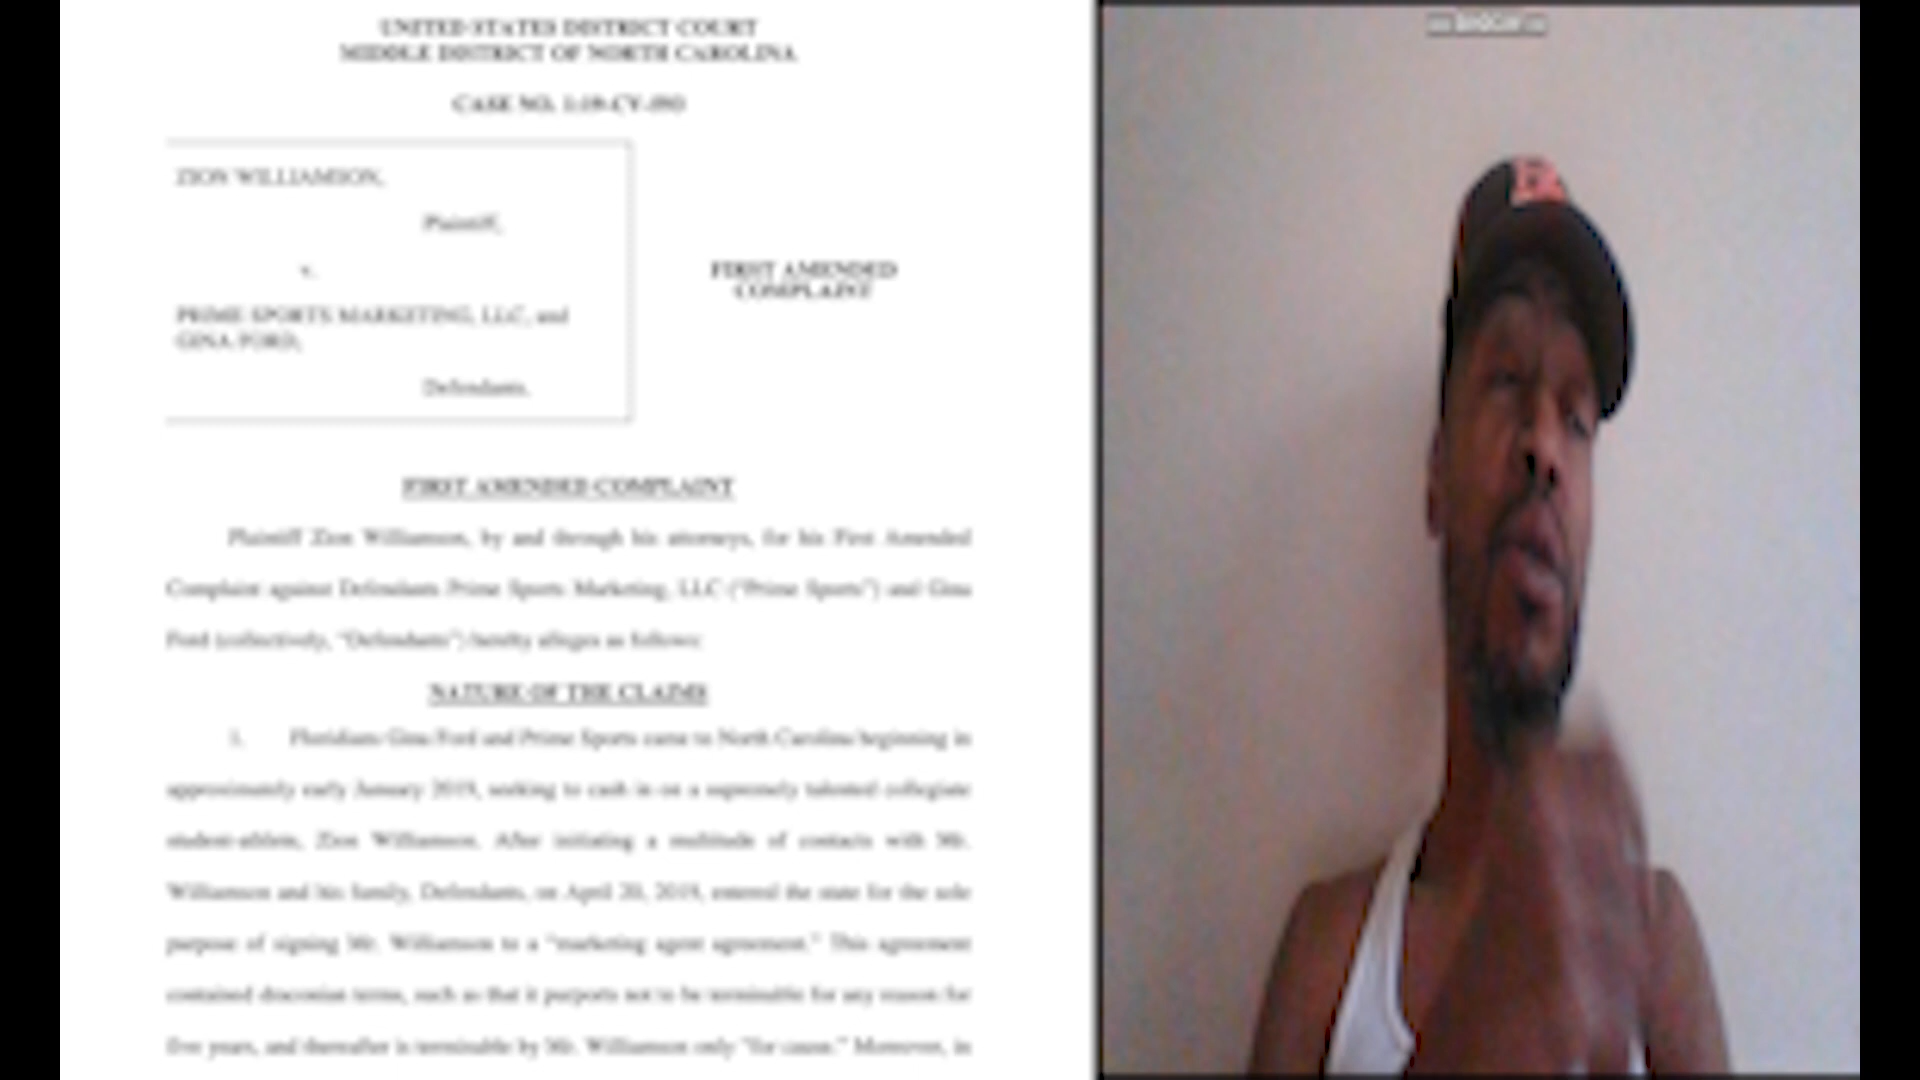 UNITED STATES DISTRICT COURT
MIDDLE DISTRICT OF NORTH CAROLINA
CASE NO. 1:19-CV-593
ZION WILLIAMSON,
Plaintiff,
v.
PRIME SPORTS MARKETING, LLC, and
GINA FORD,
Defendants.
FIRST AMENDED
COMPLAINT
FIRST AMENDED COMPLAINT
Plaintiff Zion Williamson, by and through his attorneys, for his First Amended
Complaint against Defendants Prime Sports Marketing, LLC ("Prime Sports") and Gina
Ford (collectively, "Defendants") hereby alleges as follows:
NATURE OF THE CLAIMS
1. Floridians Gina Ford and Prime Sports came to North Carolina beginning in
approximately early January 2019, seeking to cash in on a supremely talented collegiate
student-athlete, Zion Williamson. After initiating a multitude of contacts with Mr.
Williamson and his family, Defendants, on April 20, 2019, entered the state for the sole
purpose of signing Mr. Williamson to a "marketing agent agreement." This agreement
contained draconian terms, such as that it purports not to be terminable for any reason for
five years, and thereafter is terminable by Mr. Williamson only "for cause." Moreover, in